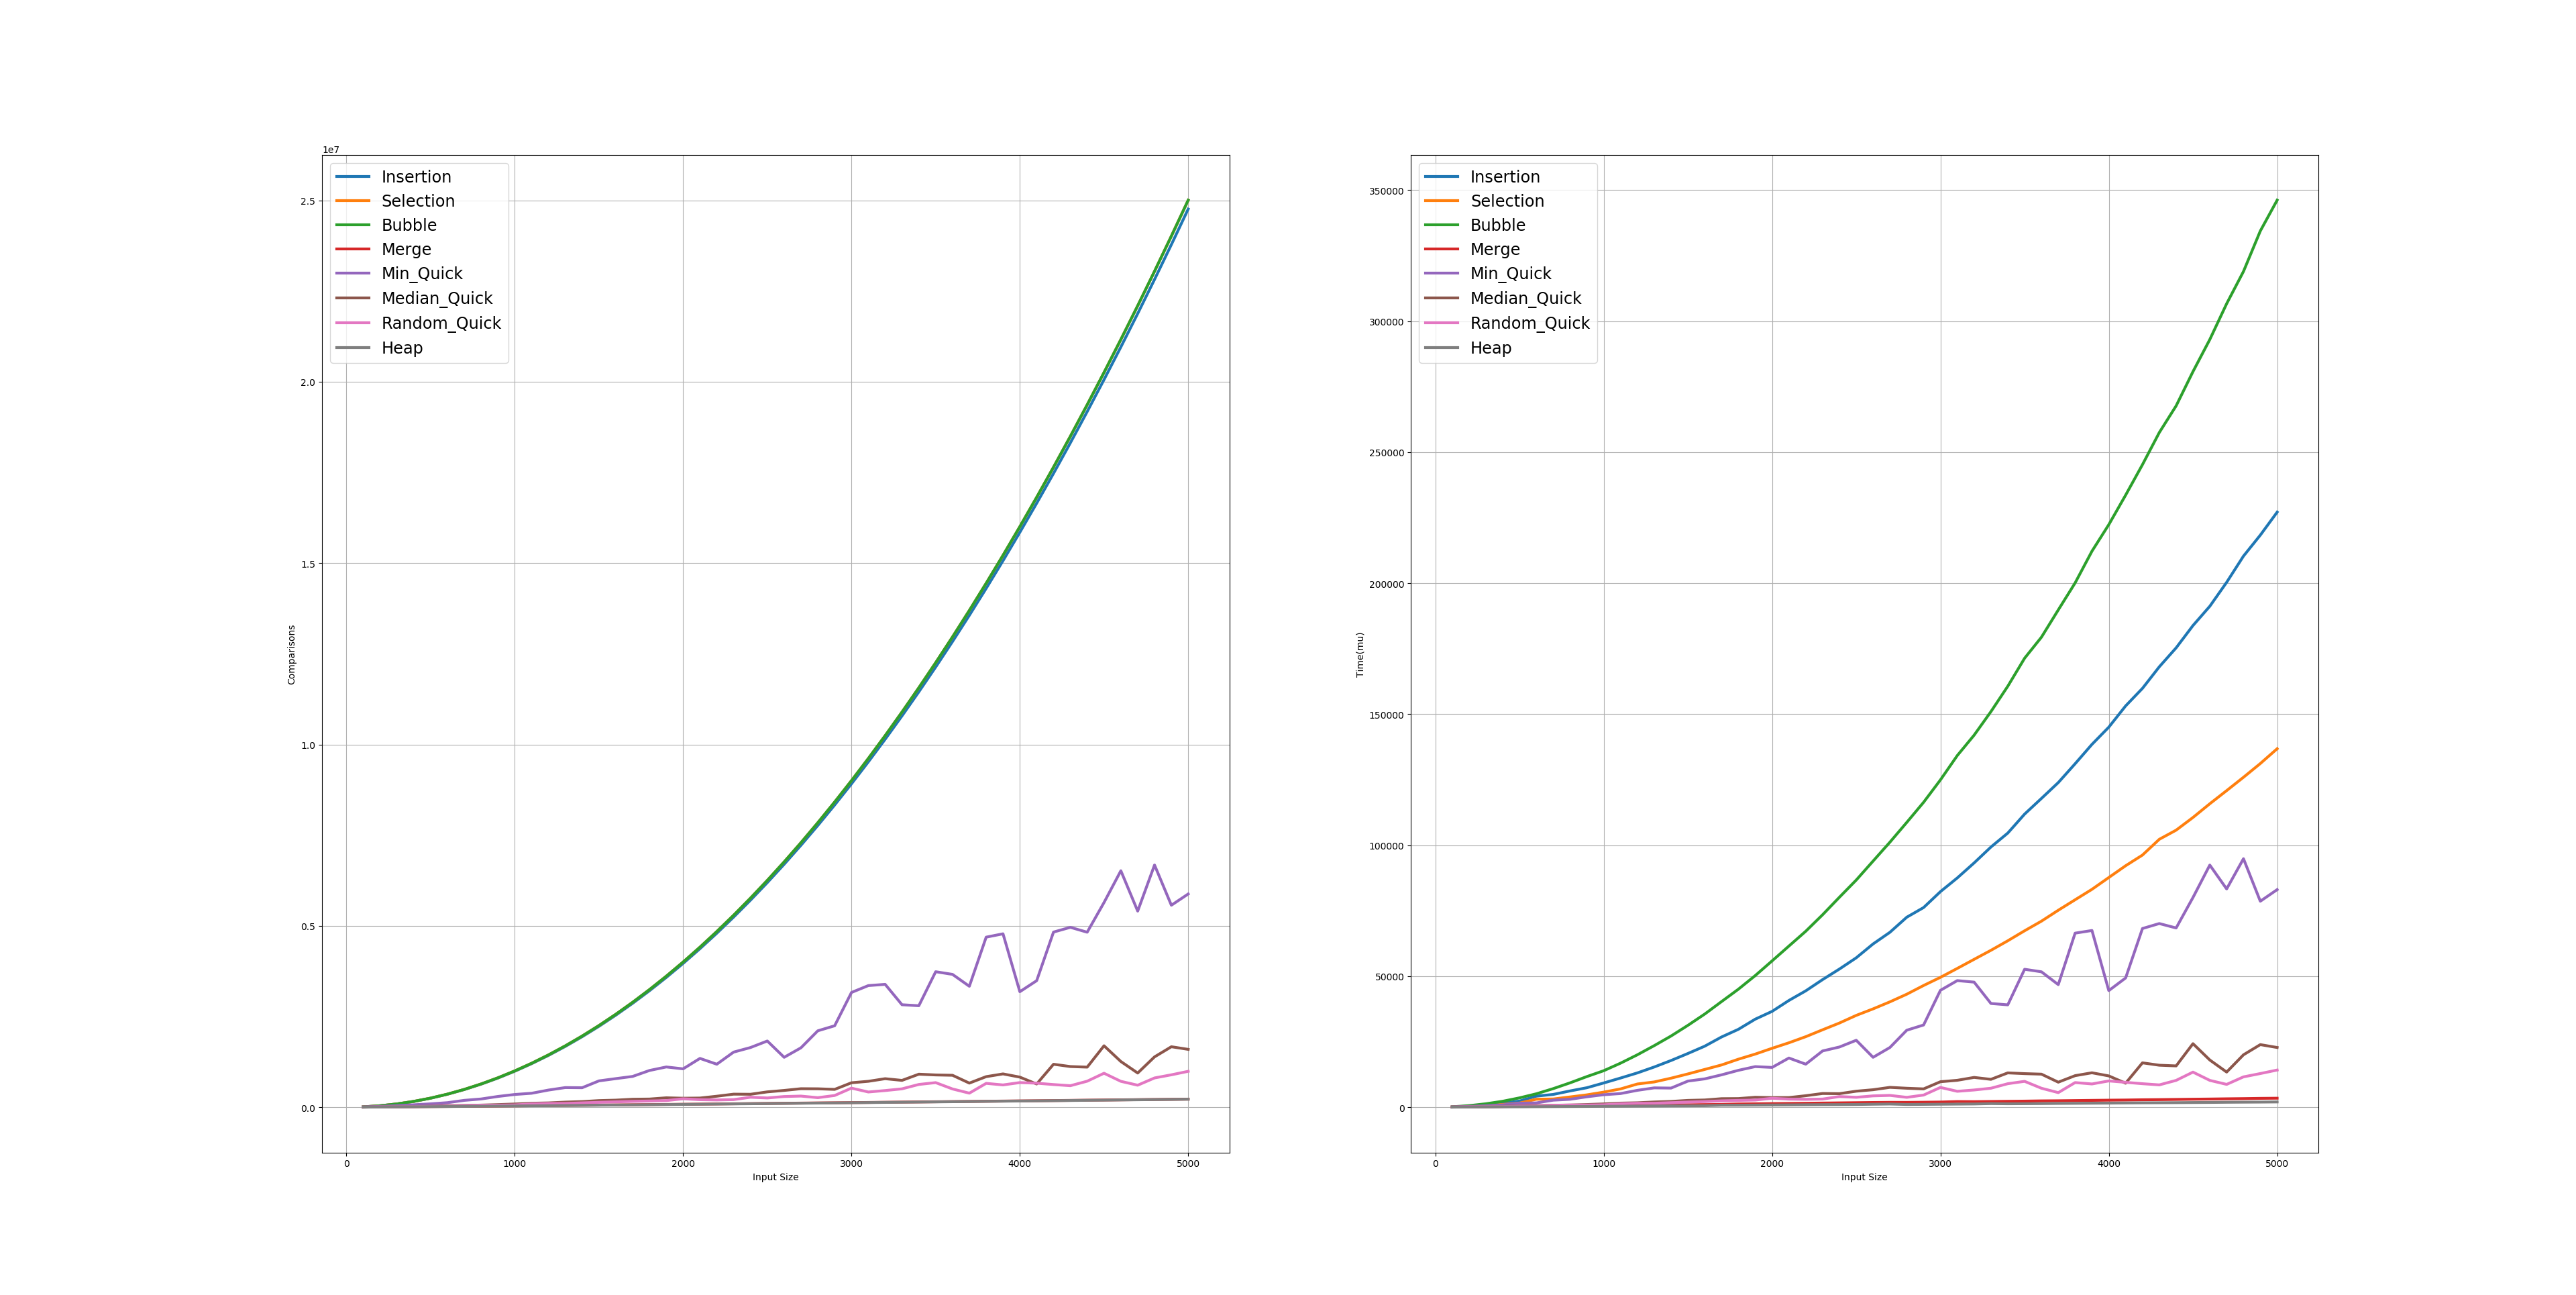 1e7
2.5
2.0
1.5
1.0
0.5
0.0
Comparisons
0
1000
2000
3000
4000
5000
Input Size
Insertion
Selection
Bubble
Merge
Min_Quick
Median_Quick
Random_Quick
Heap
350000
300000
250000
200000
150000
100000
50000
0
Time(mu)
0
1000
2000
3000
4000
5000
Input Size
Insertion
Selection
Bubble
Merge
Min_Quick
Median_Quick
Random_Quick
Heap